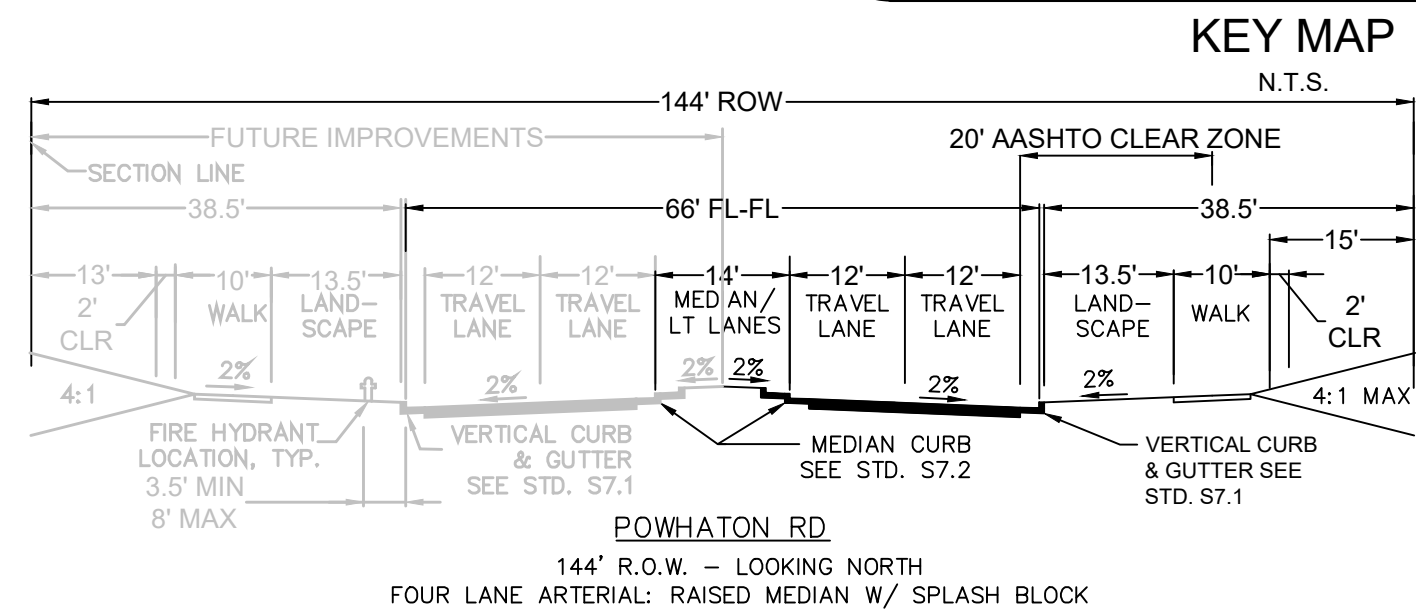 KEY MAP
N.T.S.
144' ROW
FUTURE IMPROVEMENTS
20' AASHTO CLEAR ZONE
SECTION LINE
38.5'
66' FL-FL
38.5'
15'
13'
10'
13.5'
12'
12'
14'
12'
12'
13.5'
10'
2'
CLR
WALK
LAND-
SCAPE
TRAVEL
LANE
TRAVEL
LANE
MEDIAN/
LT LANES
TRAVEL
LANE
TRAVEL
LANE
LAND-
SCAPE
WALK
2'
CLR
2%
2%
2%
2%
2%
2%
4:1
4:1 MAX
FIRE HYDRANT
LOCATION, TYP.
3.5' MIN
8' MAX
VERTICAL CURB
& GUTTER
SEE STD. S7.1
MEDIAN CURB
SEE STD. S7.2
VERTICAL CURB
& GUTTER SEE
STD. S7.1
POWHATON RD
144' R.O.W. - LOOKING NORTH
FOUR LANE ARTERIAL: RAISED MEDIAN W/ SPLASH BLOCK